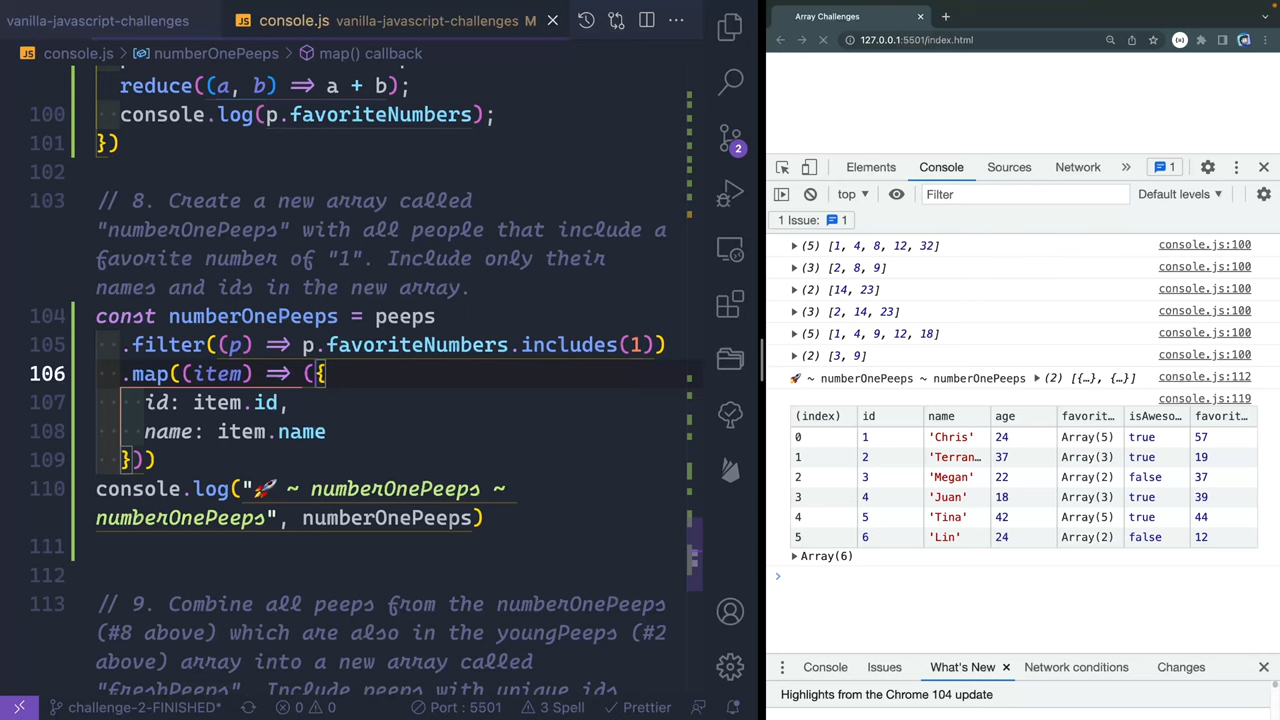 vanilla-javascript-challenges
JS console.js vanilla-javascript-challenges M
JS console.js > numberOnePeeps > map() callback
reduce((a, b) => a + b);
100 console.log(p.favoriteNumbers);
101 })
102
103 // 8. Create a new array called
"numberOnePeeps" with all people that include a
favorite number of "1". Include only their
names and ids in the new array.
104 const numberOnePeeps = peeps
105 .filter((p) => p.favoriteNumbers.includes(1))
106 .map((item) => ({
107 id: item.id,
108 name: item.name
109 }))
110 console.log("🚀 ~ numberOnePeeps ~
numberOnePeeps", numberOnePeeps)
111
112
113 // 9. Combine all peeps from the numberOnePeeps
(#8 above) which are also in the youngPeeps (#2
above) array into a new array called
"freshPeeps". Include peeps with unique ids
challenge-2-FINISHED* 0 0 Port : 5501 3 Spell Prettier
2
Array Challenges
127.0.0.1:5501/index.html
Elements Console Sources Network » 1
top Filter Default levels
1 Issue: 1
(5) [1, 4, 8, 12, 32] console.js:100
(3) [2, 8, 9] console.js:100
(2) [14, 23] console.js:100
(3) [2, 14, 23] console.js:100
(5) [1, 4, 9, 12, 18] console.js:100
(2) [3, 9] console.js:100
🚀 ~ numberOnePeeps ~ numberOnePeeps (2) [{…}, {…}] console.js:112
console.js:119
(index) id name age favorit… isAweso… favorit…
0 1 'Chris' 24 Array(5) true 57
1 2 'Terran… 37 Array(3) true 19
2 3 'Megan' 22 Array(2) false 37
3 4 'Juan' 18 Array(3) true 39
4 5 'Tina' 42 Array(5) true 44
5 6 'Lin' 24 Array(2) false 12
Array(6)
Console Issues What's New Network conditions Changes
Highlights from the Chrome 104 update